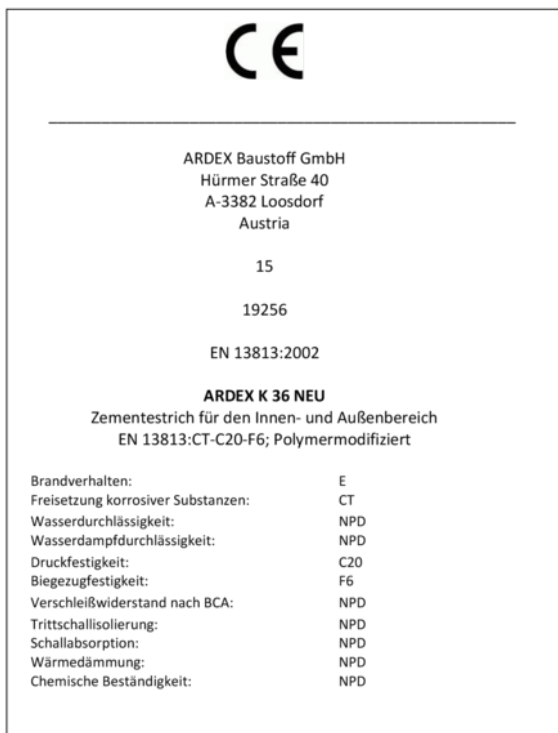 CE
ARDEX Baustoff GmbH
Hürmer Straße 40
A-3382 Loosdorf
Austria
15
19256
EN 13813:2002
ARDEX K 36 NEU
Zementestrich für den Innen- und Außenbereich
EN 13813:CT-C20-F6; Polymermodifiziert
Brandverhalten: E
Freisetzung korrosiver Substanzen: CT
Wasserdurchlässigkeit: NPD
Wasserdampfdurchlässigkeit: NPD
Druckfestigkeit: C20
Biegezugfestigkeit: F6
Verschleißwiderstand nach BCA: NPD
Trittschallisolierung: NPD
Schallabsorption: NPD
Wärmedämmung: NPD
Chemische Beständigkeit: NPD